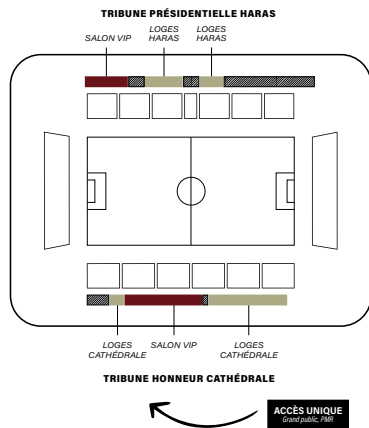 TRIBUNE PRÉSIDENTIELLE HARAS
SALON VIP
LOGES
HARAS
LOGES
HARAS
LOGES
CATHÉDRALE
SALON VIP
LOGES
CATHÉDRALE
TRIBUNE HONNEUR CATHÉDRALE
ACCÈS UNIQUE
Grand public, PMR